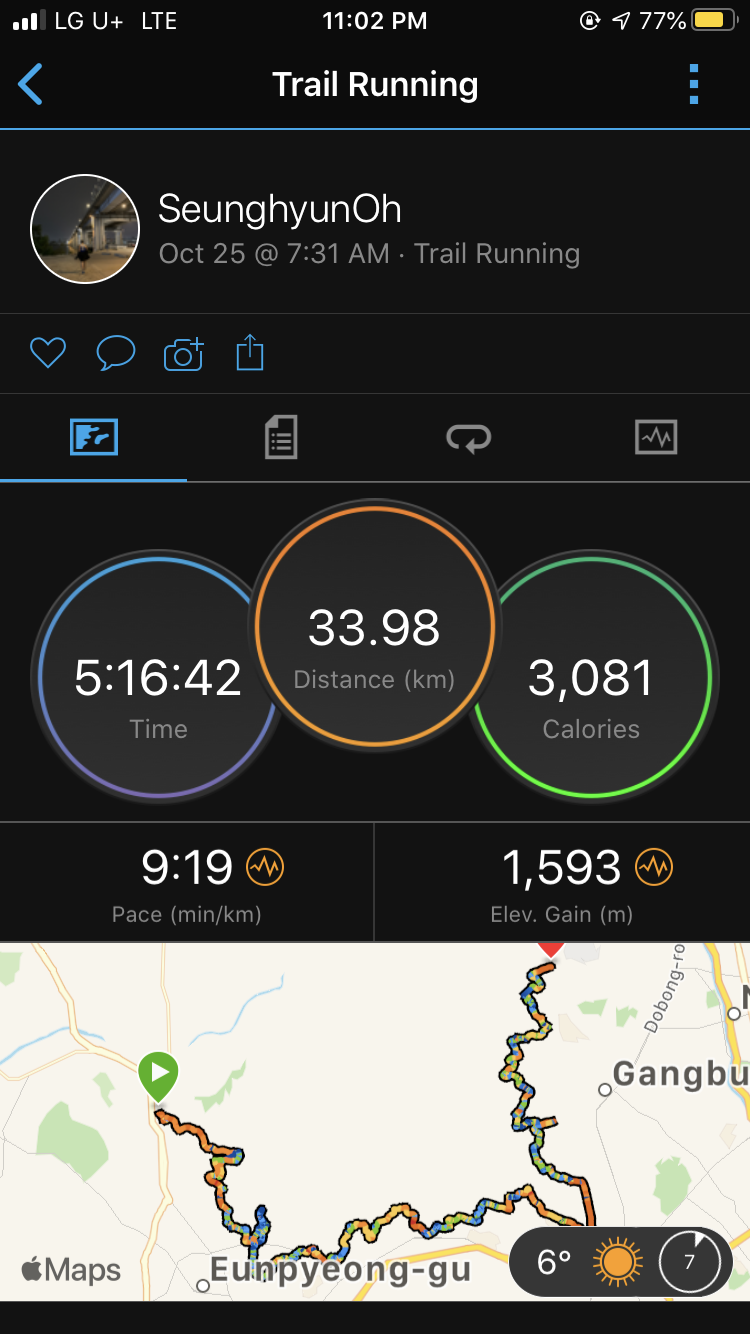 LG U+ LTE 11:02 PM 77%
Trail Running
SeunghyunOh
Oct 25 @ 7:31 AM · Trail Running
33.98
Distance (km)
5:16:42
Time
3,081
Calories
9:19
Pace (min/km)
1,593
Elev. Gain (m)
Dobong-ro
N
Gangbu
Maps
Eunpyeong-gu
6°
7